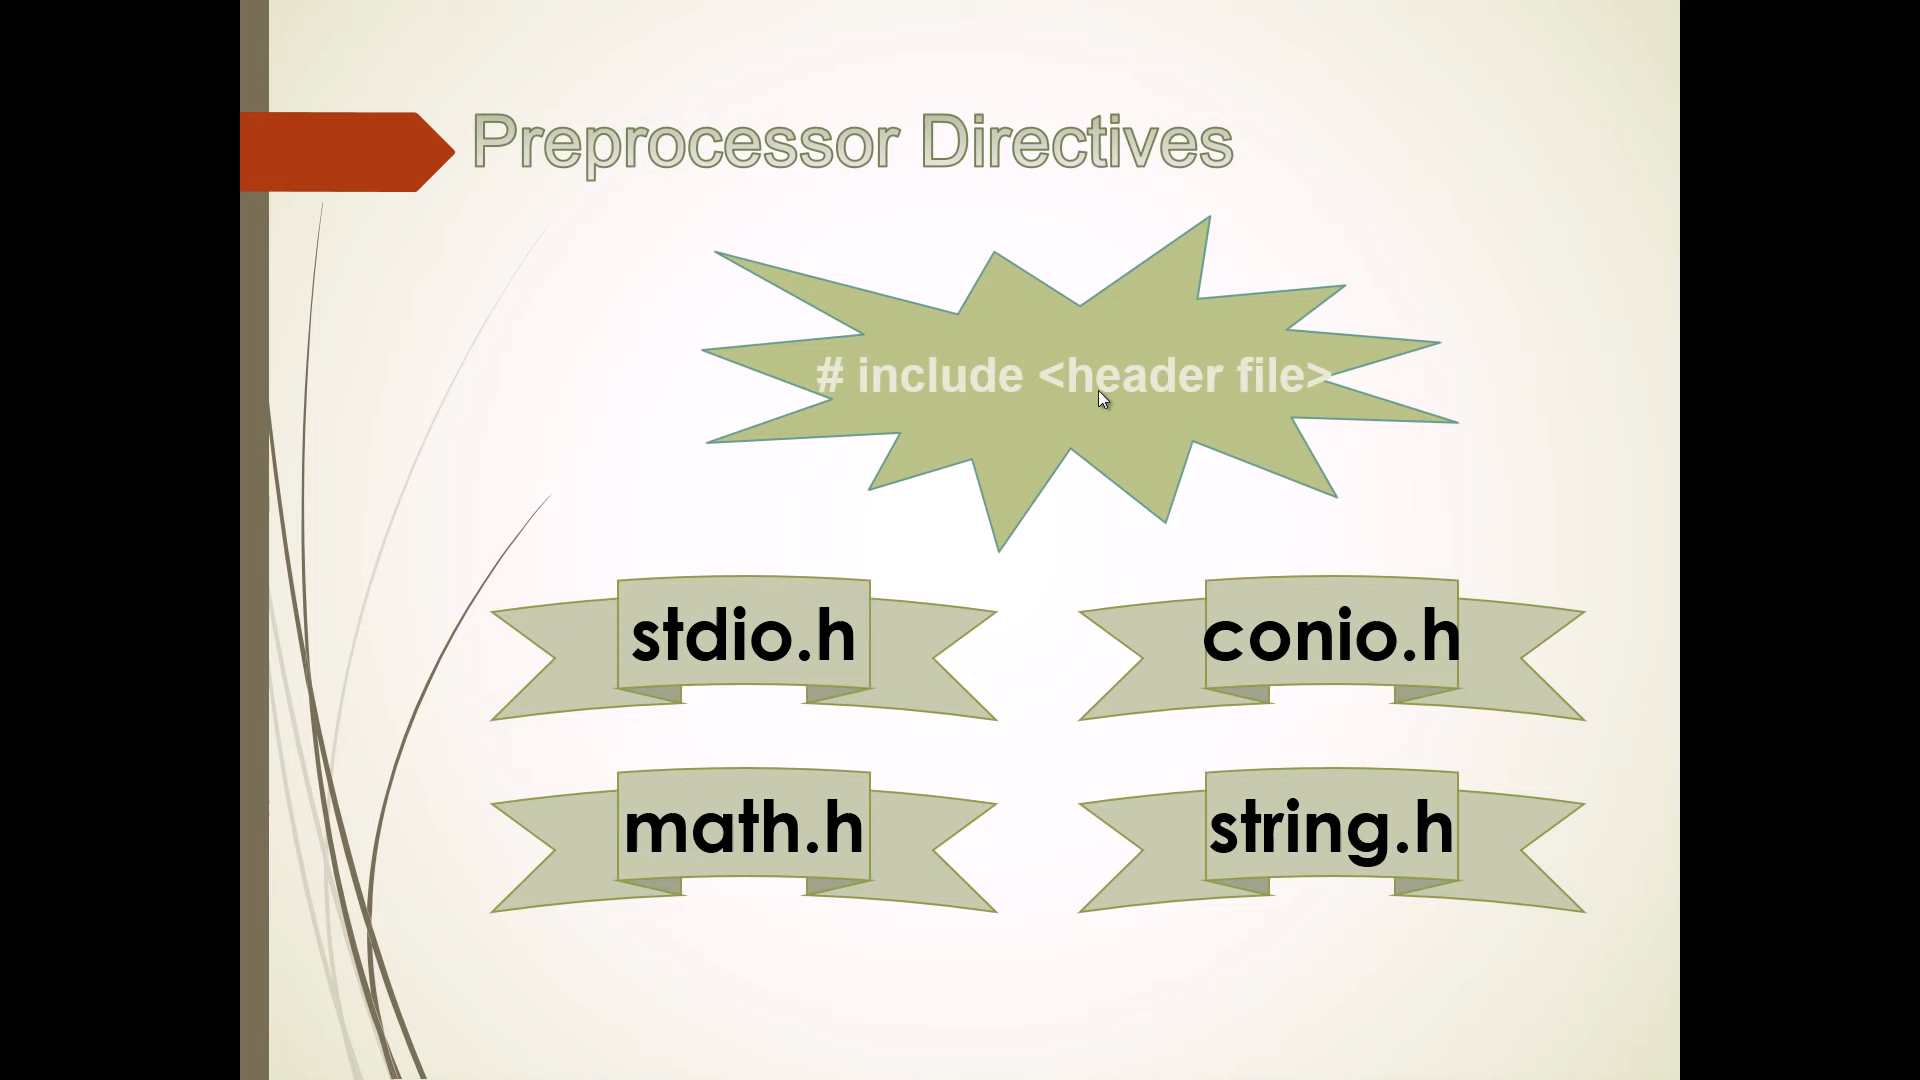 Preprocessor Directives
# include <header file>
stdio.h
conio.h
math.h
string.h